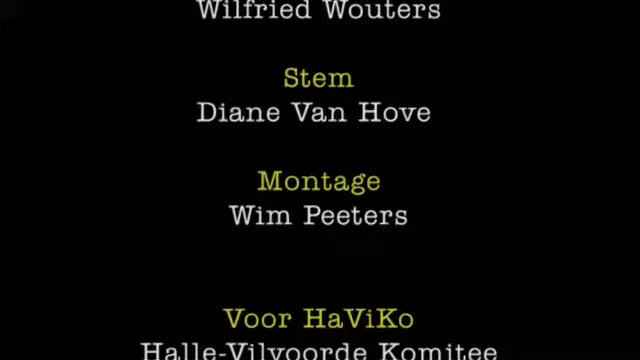 Wilfried Wouters
Stem
Diane Van Hove
Montage
Wim Peeters
Voor HaViKo
Halle-Vilvoorde Komitee